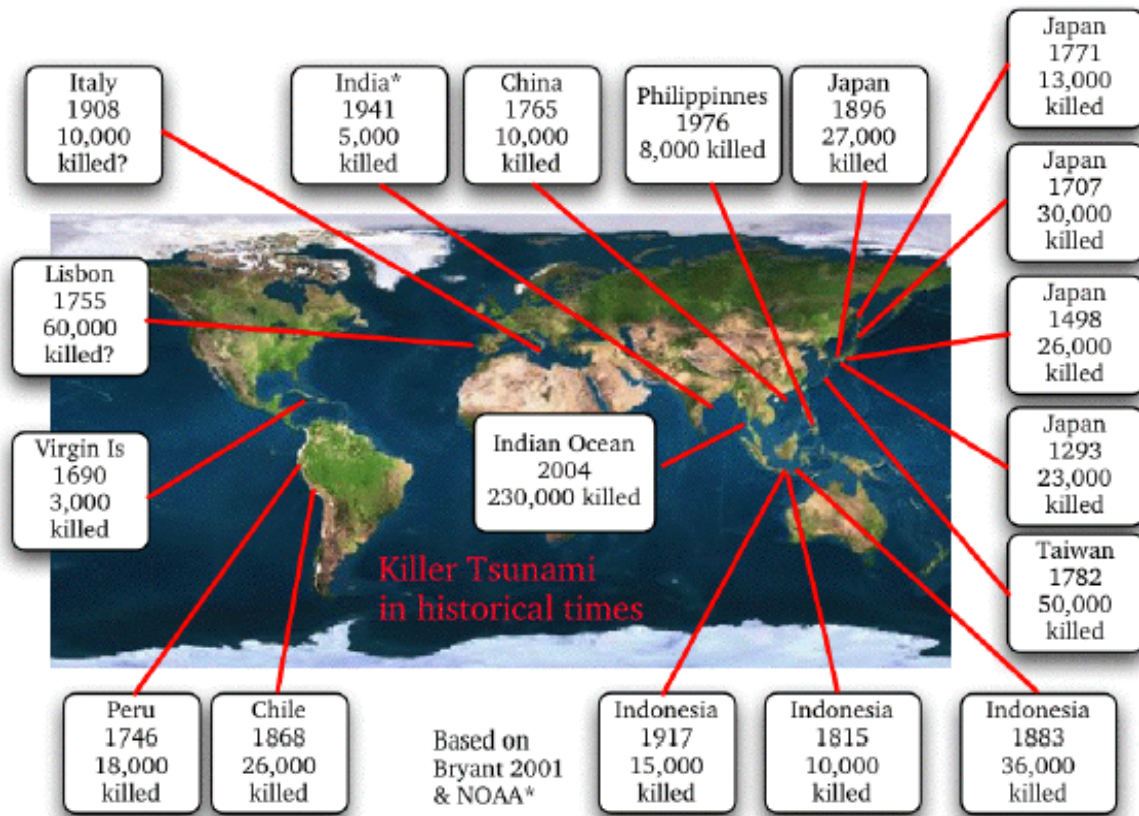 Japan
1771
13,000
killed
Italy
1908
10,000
killed?
India*
1941
5,000
killed
China
1765
10,000
killed
Philippinnes
1976
8,000 killed
Japan
1896
27,000
killed
Japan
1707
30,000
killed
Lisbon
1755
60,000
killed?
Japan
1498
26,000
killed
Virgin Is
1690
3,000
killed
Indian Ocean
2004
230,000 killed
Japan
1293
23,000
killed
Killer Tsunami
in historical times
Taiwan
1782
50,000
killed
Peru
1746
18,000
killed
Chile
1868
26,000
killed
Based on
Bryant 2001
& NOAA*
Indonesia
1917
15,000
killed
Indonesia
1815
10,000
killed
Indonesia
1883
36,000
killed